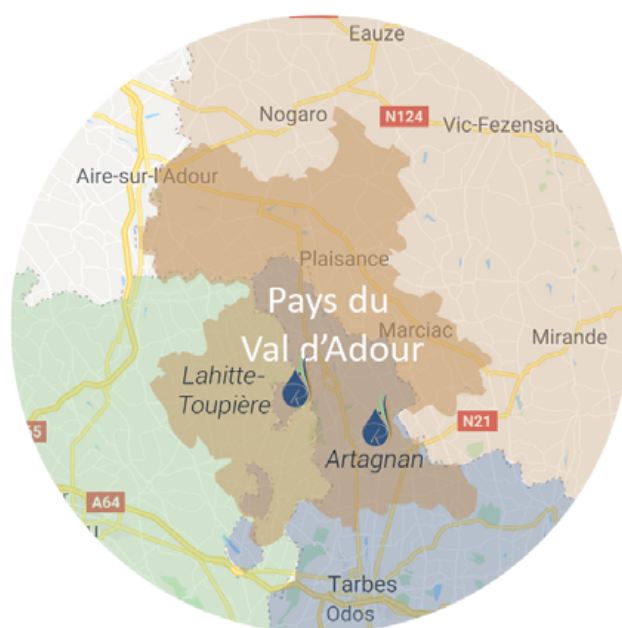 Eauze
Nogaro
N124
Vic-Fezensac
Aire-sur-l'Adour
Plaisance
Pays du
Val d'Adour
Marciac
Mirande
Lahitte-
Toupière
N21
Artagnan
A64
Tarbes
Odos